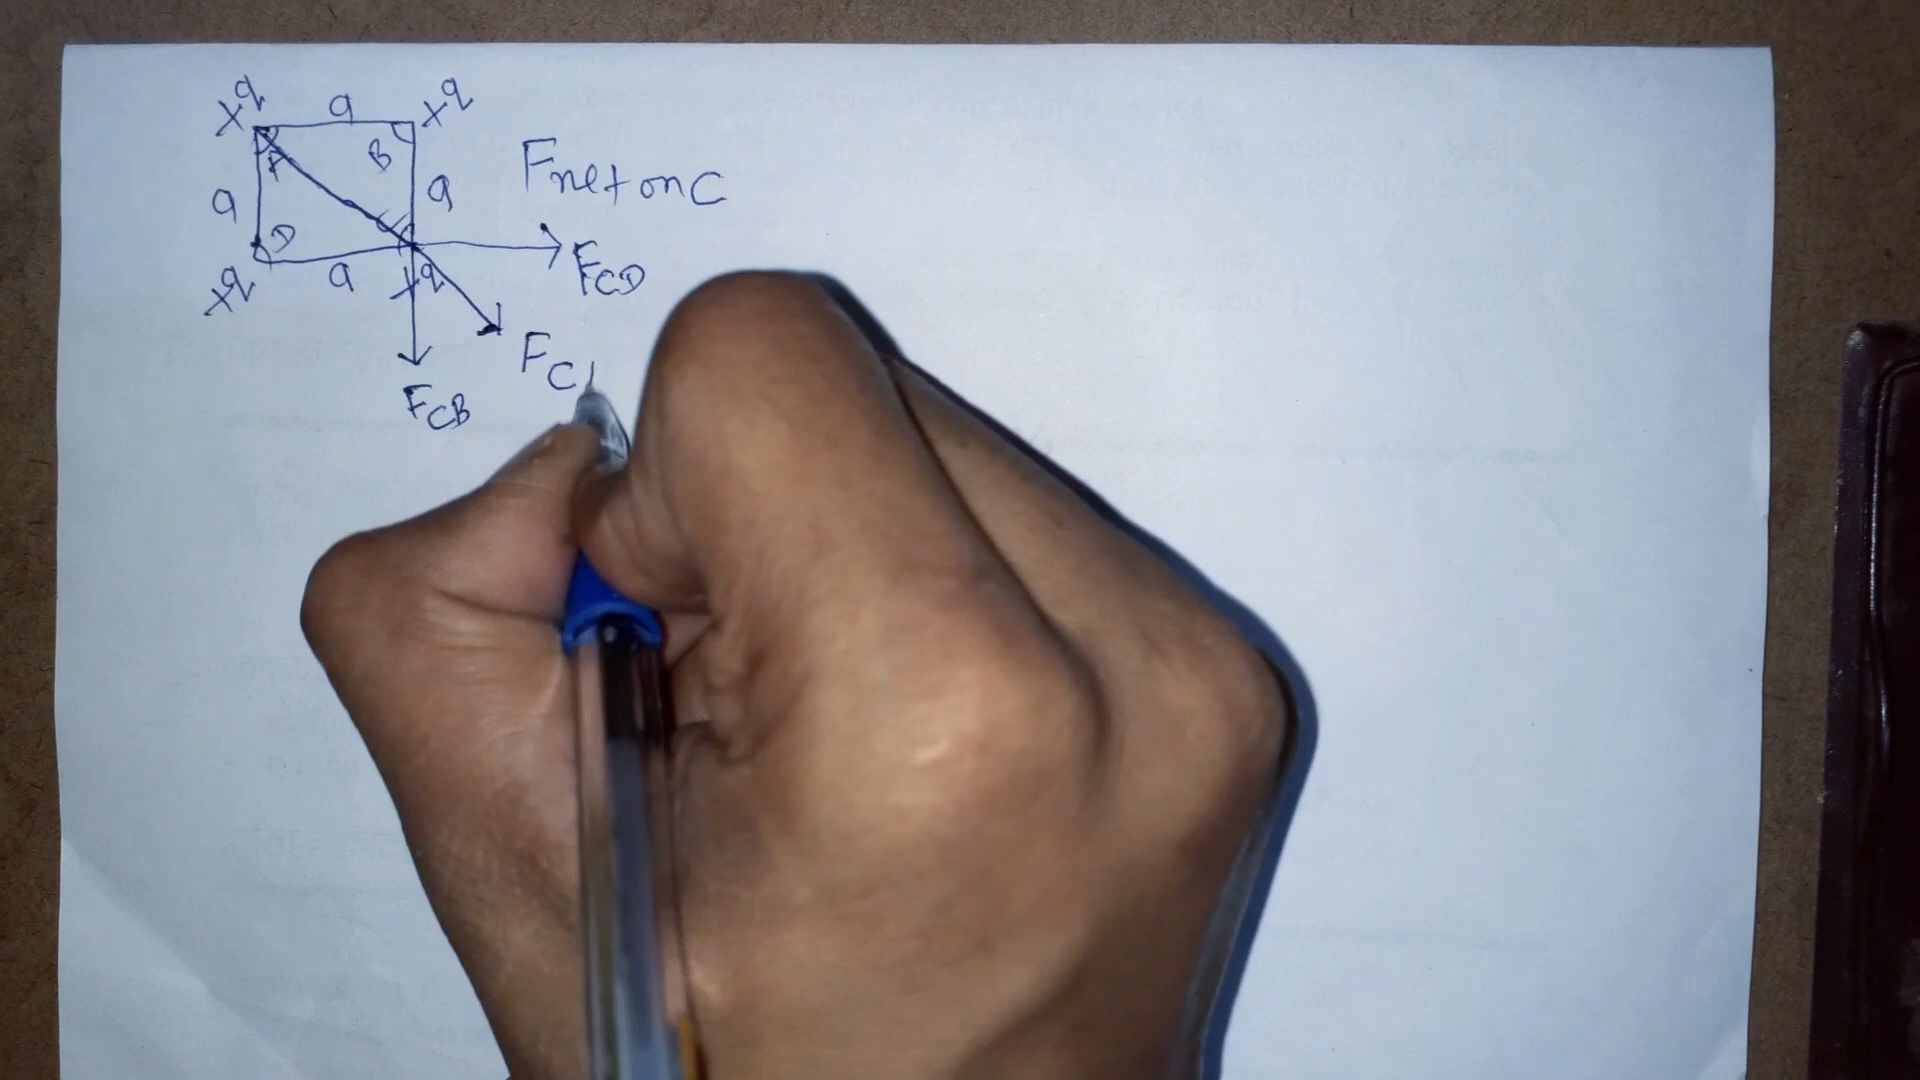 +q a +q
A B
a a
D C
+q a +q
Fnet on C
FCD
FC
FCB